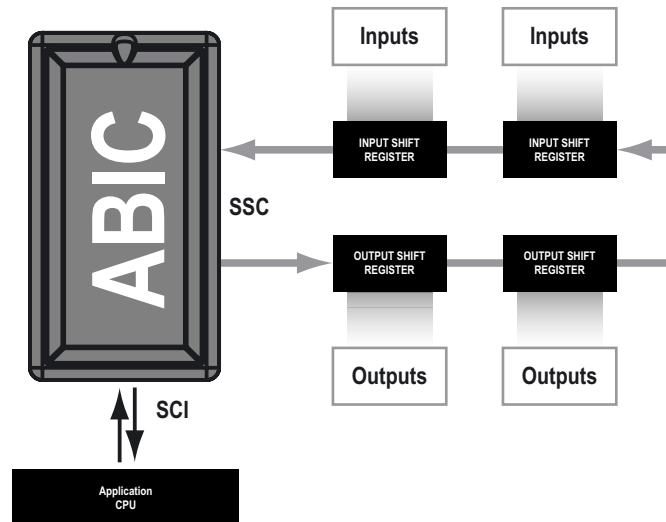 Inputs
Inputs
INPUT SHIFT
REGISTER
INPUT SHIFT
REGISTER
ABIC
SSC
OUTPUT SHIFT
REGISTER
OUTPUT SHIFT
REGISTER
Outputs
Outputs
SCI
Application
CPU